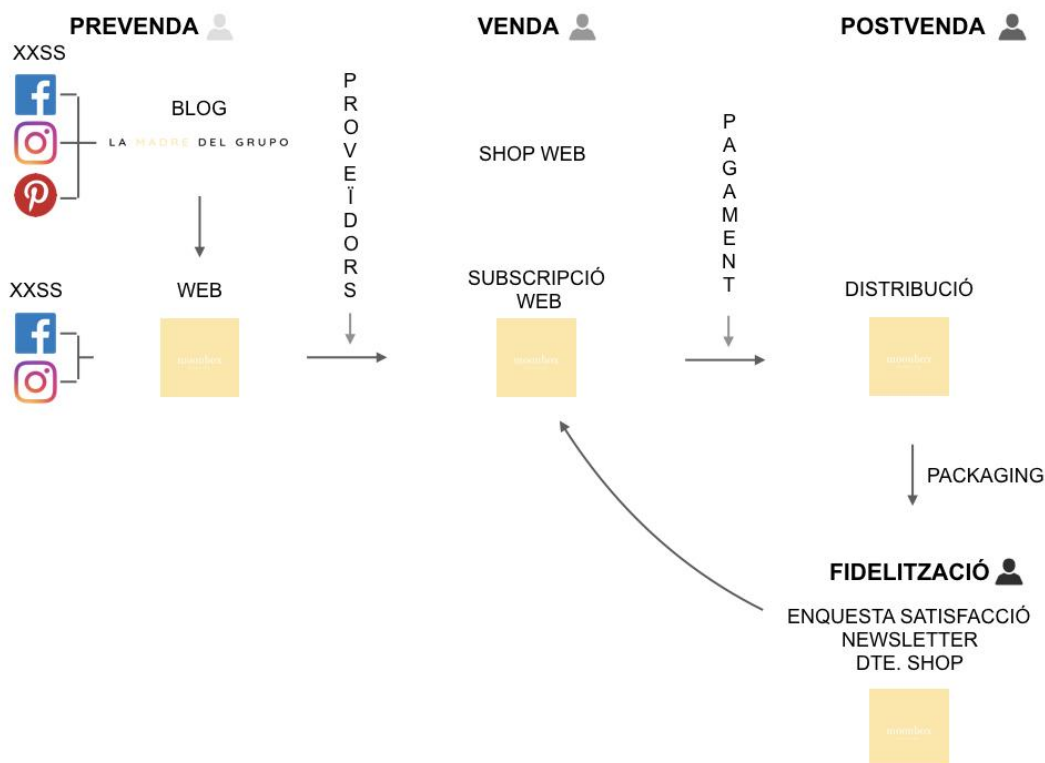 PREVENDA
VENDA
POSTVENDA
XXSS
BLOG
LA MADRE DEL GRUPO
PROVEÏDORS
SHOP WEB
PAGAMENT
XXSS
WEB
SUBSCRIPCIÓ
WEB
DISTRIBUCIÓ
PACKAGING
FIDELITZACIÓ
ENQUESTA SATISFACCIÓ
NEWSLETTER
DTE. SHOP